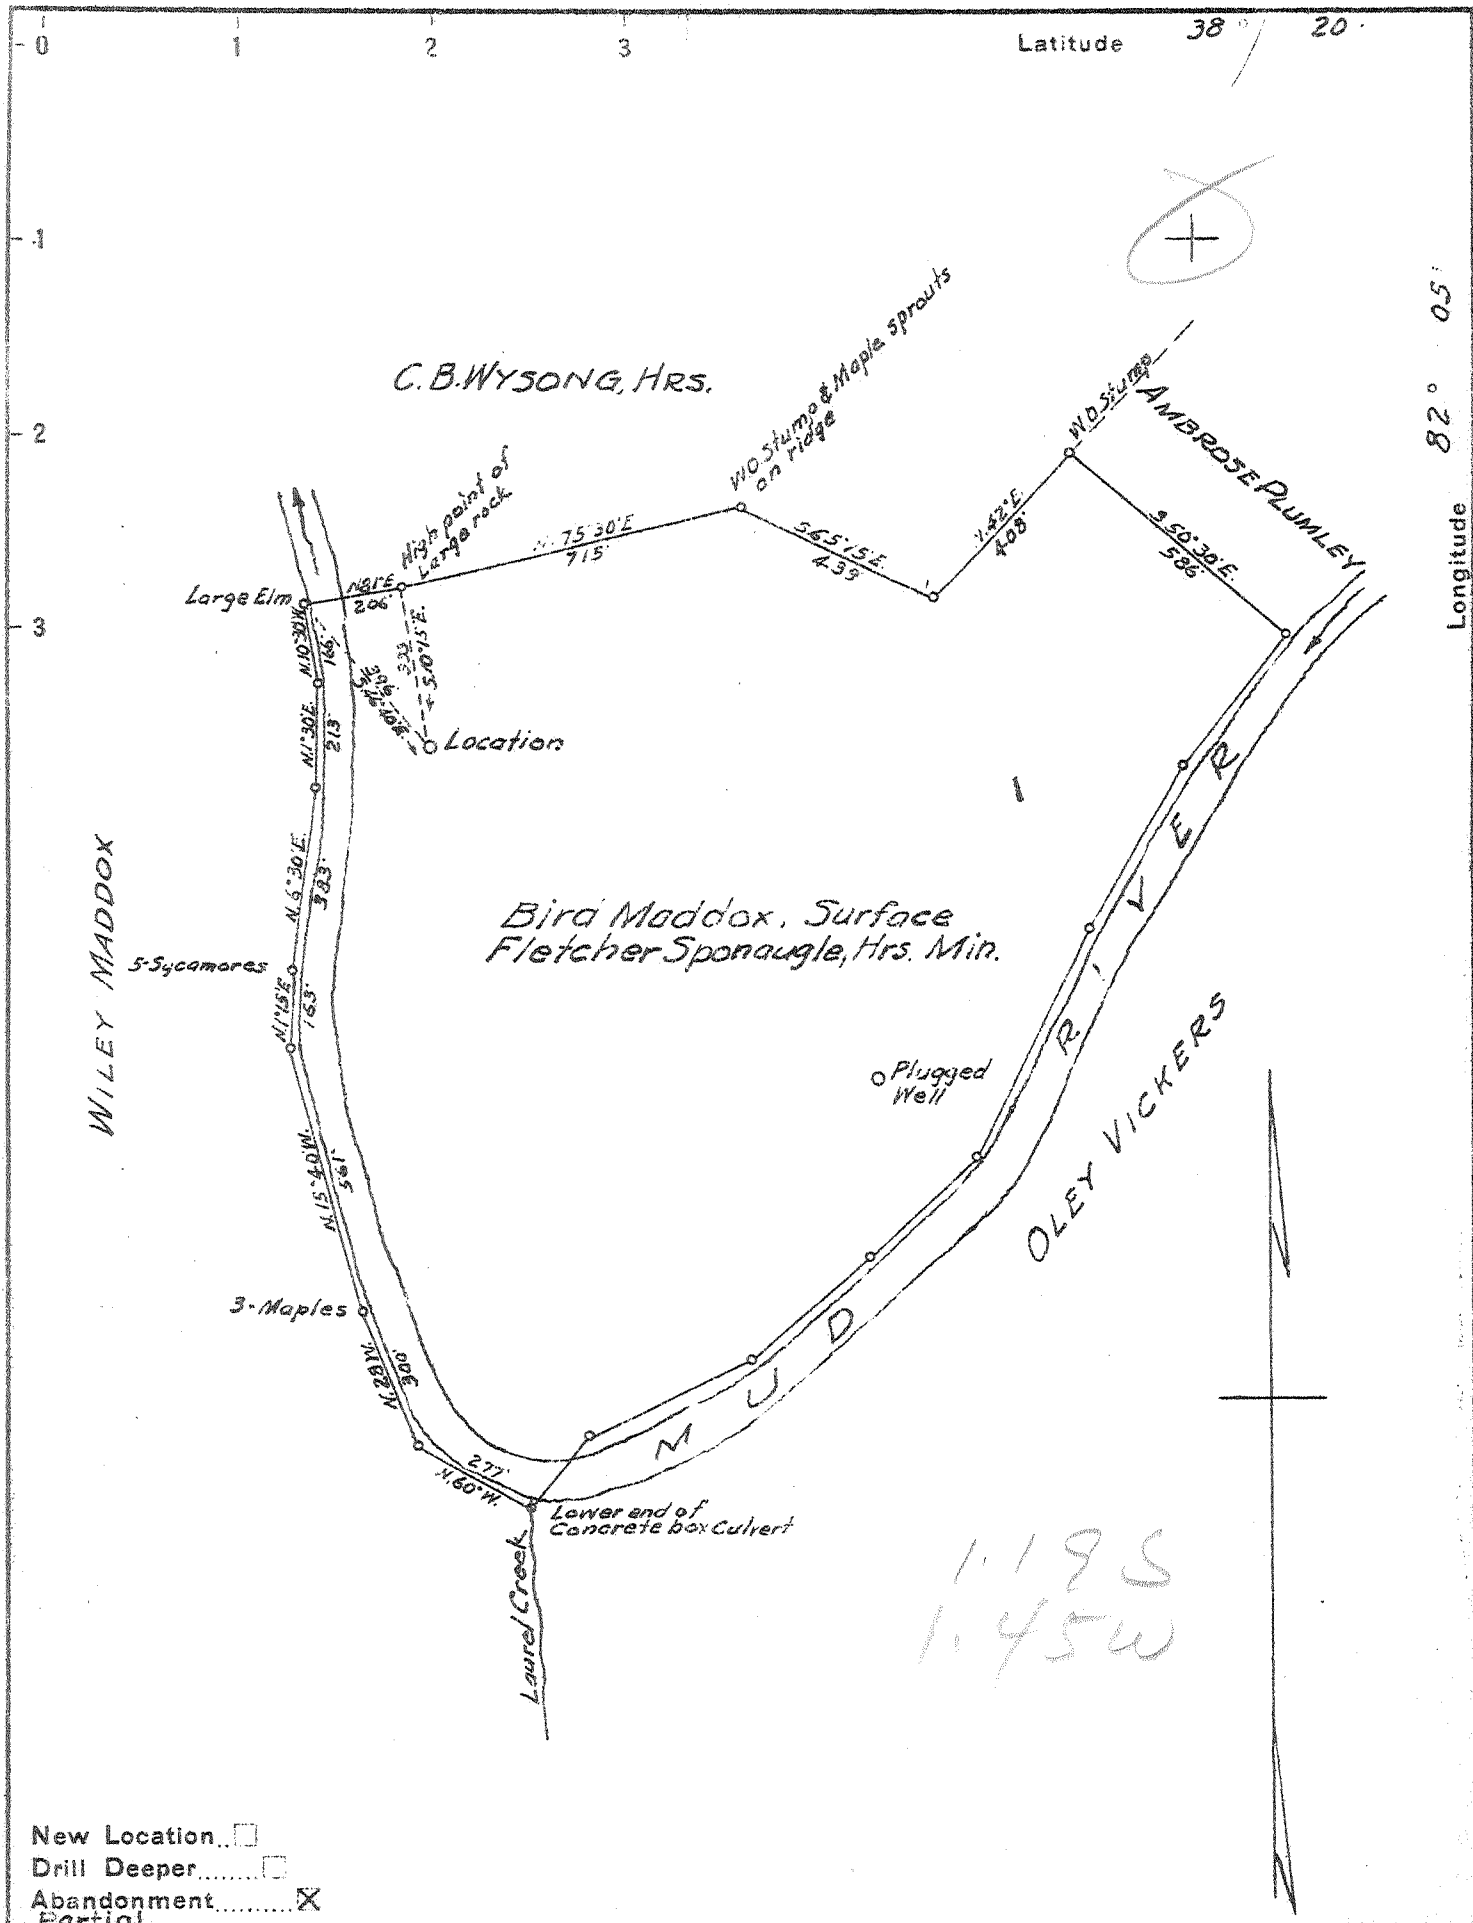 0 1 2 3 Latitude 38° 20'
1
2
3
82° 05'
Longitude
C.B. WYSONG, HRS.
W.O. Stump & Maple sprouts
on ridge
W.O. Stump
AMBROSE PLUMLEY
High point of
Large rock
N. 75°30'E.
715'
S.65°15'E.
439'
N.42°E.
408'
S.50°30'E.
586'
Large Elm
N81°E
206'
N.10°30'W.
166'
333
S.10°15'E.
Location
N.1°30'E.
213'
N.6°30'E.
383'
WILEY MADDOX
5-Sycamores
N.1°15'E
163'
Bird Maddox, Surface
Fletcher Sponaugle, Hrs. Min.
Plugged
Well
MUD RIVER
OLEY VICKERS
N.15°40'W.
561'
3-Maples
N.28°W.
300'
277'
N.60°W.
Lower end of
Concrete box Culvert
Laurel Creek
1.19 S
1.45 W
New Location..
Drill Deeper.......
Abandonment.........X
Partial